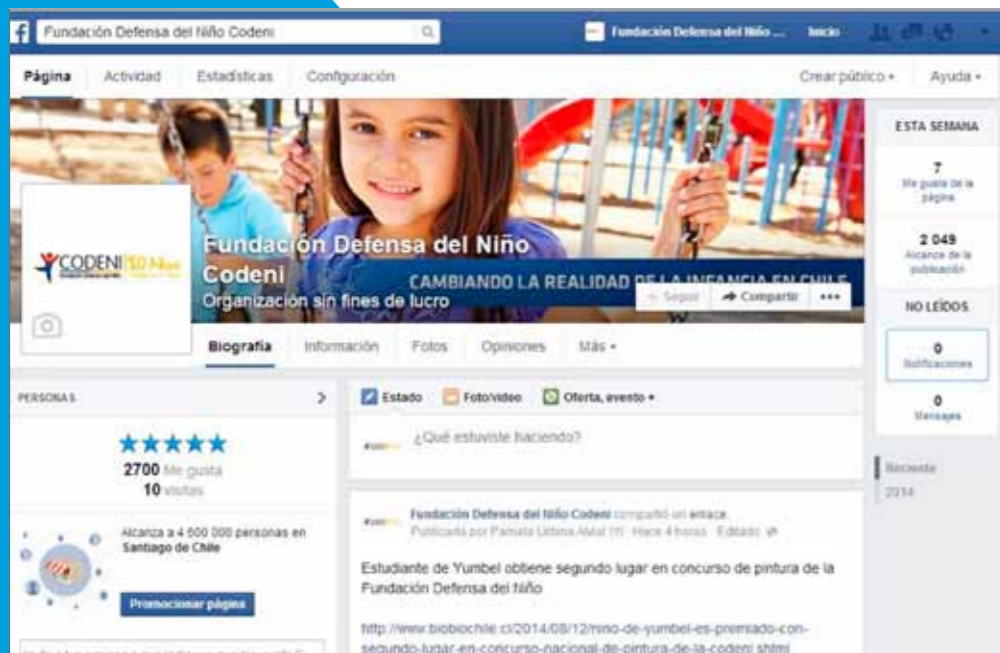 Fundación Defensa del Niño Codeni
Fundación Defensa del Niño ... Inicio
Página Actividad Estadísticas Configuración Crear público Ayuda
ESTA SEMANA
7
Me gusta de la
página
2 049
Alcance de la
publicación
NO LEÍDOS
0
Notificaciones
0
Mensajes
Reciente
2014
CODENI 50 Años
Fundación Defensa del Niño
Codeni
Organización sin fines de lucro
CAMBIANDO LA REALIDAD DE LA INFANCIA EN CHILE
Seguir Compartir
Biografía Información Fotos Opiniones Más
PERSONAS >
2700 Me gusta
10 visitas
Alcanza a 4 600 000 personas en
Santiago de Chile
Promocionar página
Estado Foto/video Oferta, evento +
¿Qué estuviste haciendo?
Fundación Defensa del Niño Codeni compartió un enlace.
Publicada por Pamela · Hace 4 horas · Editado
Estudiante de Yumbel obtiene segundo lugar en concurso de pintura de la
Fundación Defensa del Niño
http://www.biobiochile.cl/2014/08/12/nino-de-yumbel-es-premiado-con-
segundo-lugar-en-concurso-nacional-de-pintura-de-la-codeni.shtml